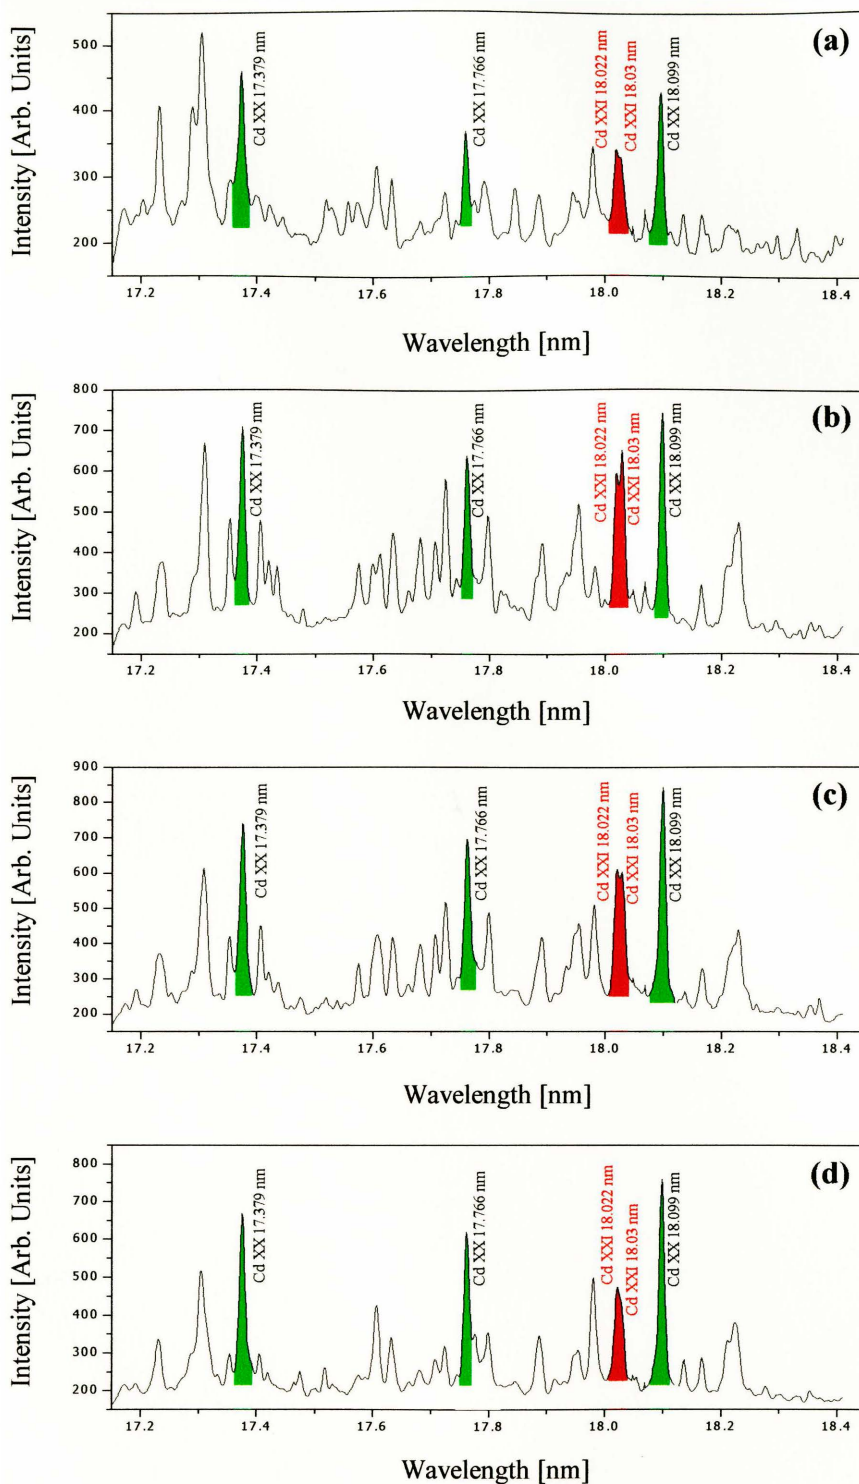 (a)
Intensity [Arb. Units]
500
400
300
200
Cd XX 17.379 nm
Cd XX 17.766 nm
Cd XXI 18.022 nm
Cd XXI 18.03 nm
Cd XX 18.099 nm
17.2 17.4 17.6 17.8 18.0 18.2 18.4
Wavelength [nm]
(b)
Intensity [Arb. Units]
800
700
600
500
400
300
200
Cd XX 17.379 nm
Cd XX 17.766 nm
Cd XXI 18.022 nm
Cd XXI 18.03 nm
Cd XX 18.099 nm
17.2 17.4 17.6 17.8 18.0 18.2 18.4
Wavelength [nm]
(c)
Intensity [Arb. Units]
900
800
700
600
500
400
300
200
Cd XX 17.379 nm
Cd XX 17.766 nm
Cd XXI 18.022 nm
Cd XXI 18.03 nm
Cd XX 18.099 nm
17.2 17.4 17.6 17.8 18.0 18.2 18.4
Wavelength [nm]
(d)
Intensity [Arb. Units]
800
700
600
500
400
300
200
Cd XX 17.379 nm
Cd XX 17.766 nm
Cd XXI 18.022 nm
Cd XXI 18.03 nm
Cd XX 18.099 nm
17.2 17.4 17.6 17.8 18.0 18.2 18.4
Wavelength [nm]